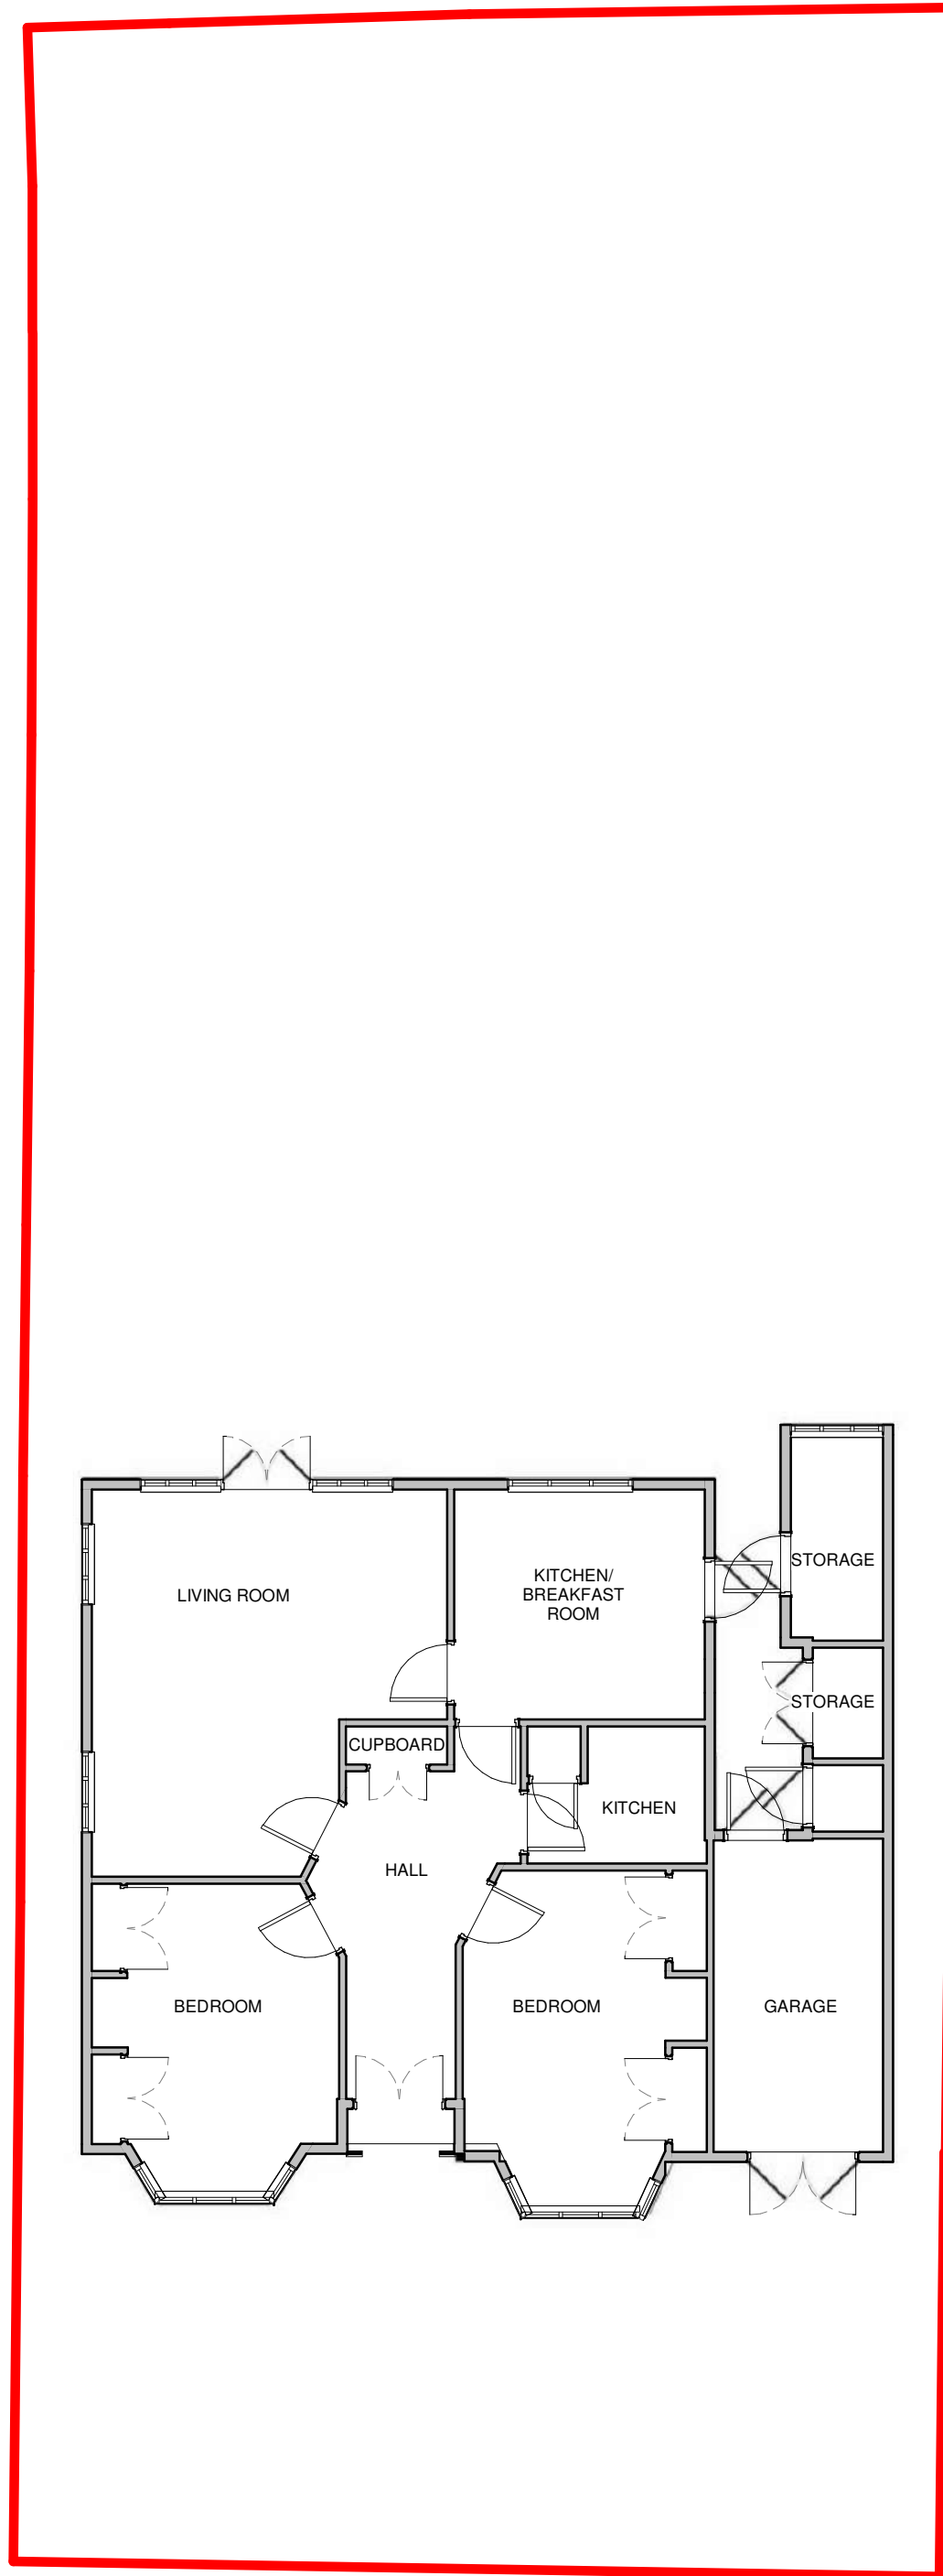 STORAGE
LIVING ROOM
KITCHEN/
BREAKFAST
ROOM
STORAGE
CUPBOARD
KITCHEN
HALL
BEDROOM
BEDROOM
GARAGE